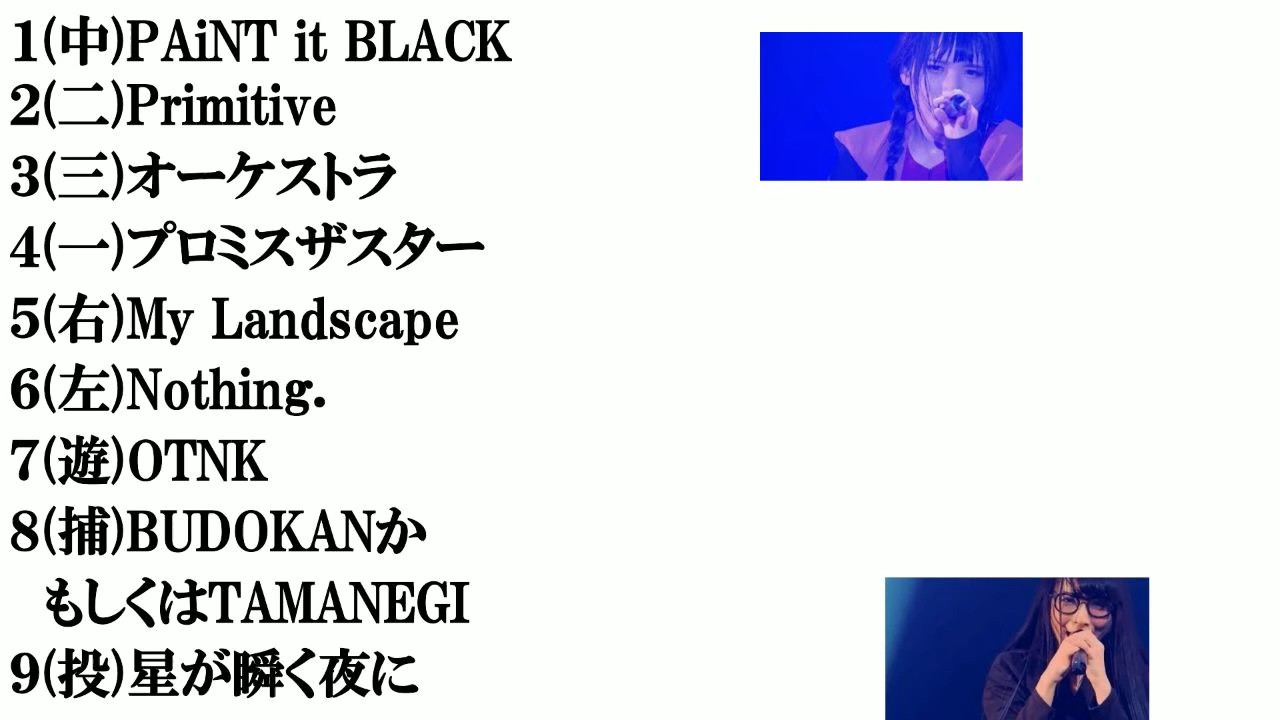 1(中)PAiNT it BLACK
2(二)Primitive
3(三)オーケストラ
4(一)プロミスザスター
5(右)My Landscape
6(左)Nothing.
7(遊)OTNK
8(捕)BUDOKANか
もしくはTAMANEGI
9(投)星が瞬く夜に